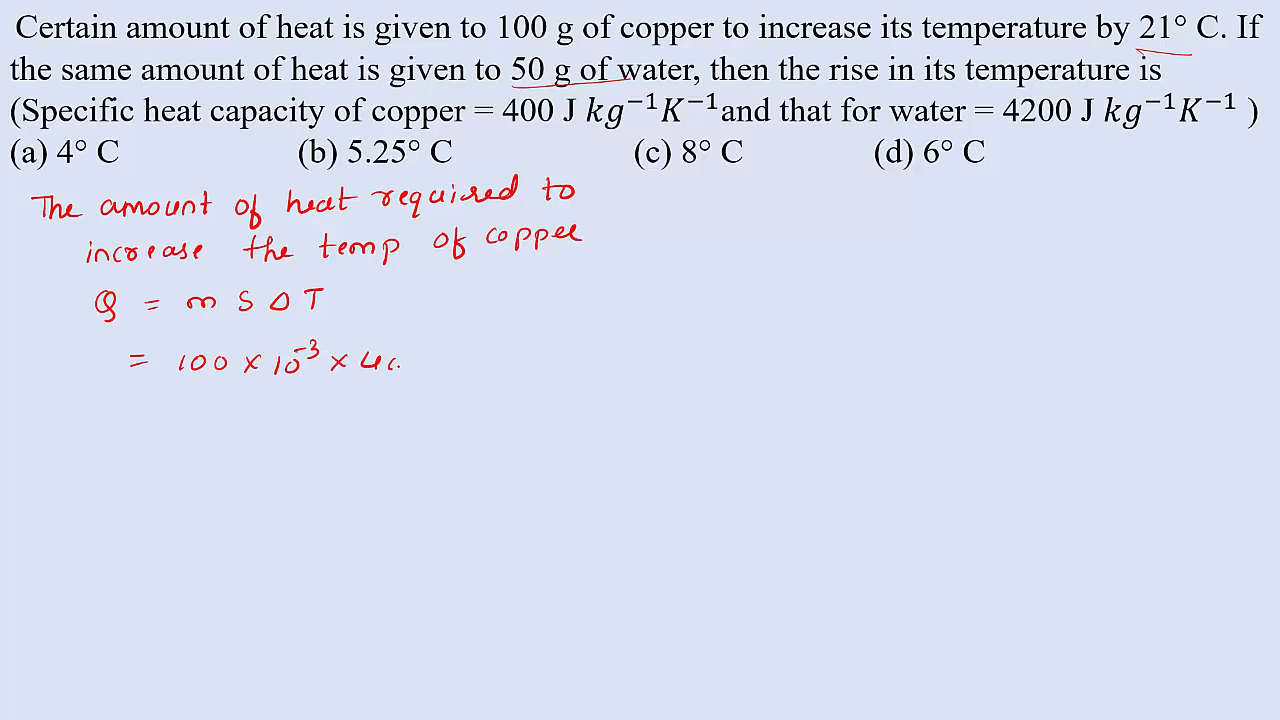 Certain amount of heat is given to 100 g of copper to increase its temperature by 21° C. If
the same amount of heat is given to 50 g of water, then the rise in its temperature is
(Specific heat capacity of copper = 400 J kg⁻¹K⁻¹and that for water = 4200 J kg⁻¹K⁻¹ )
(a) 4° C (b) 5.25° C (c) 8° C (d) 6° C
The amount of heat required to
increase the temp of copper
Q = m S Δ T
= 100 × 10⁻³ × 4